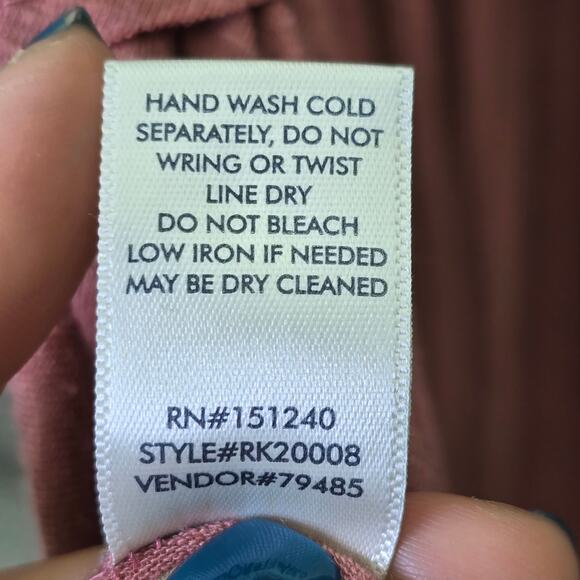 HAND WASH COLD
SEPARATELY, DO NOT
WRING OR TWIST
LINE DRY
DO NOT BLEACH
LOW IRON IF NEEDED
MAY BE DRY CLEANED
RN#151240
STYLE#RK20008
VENDOR#79485